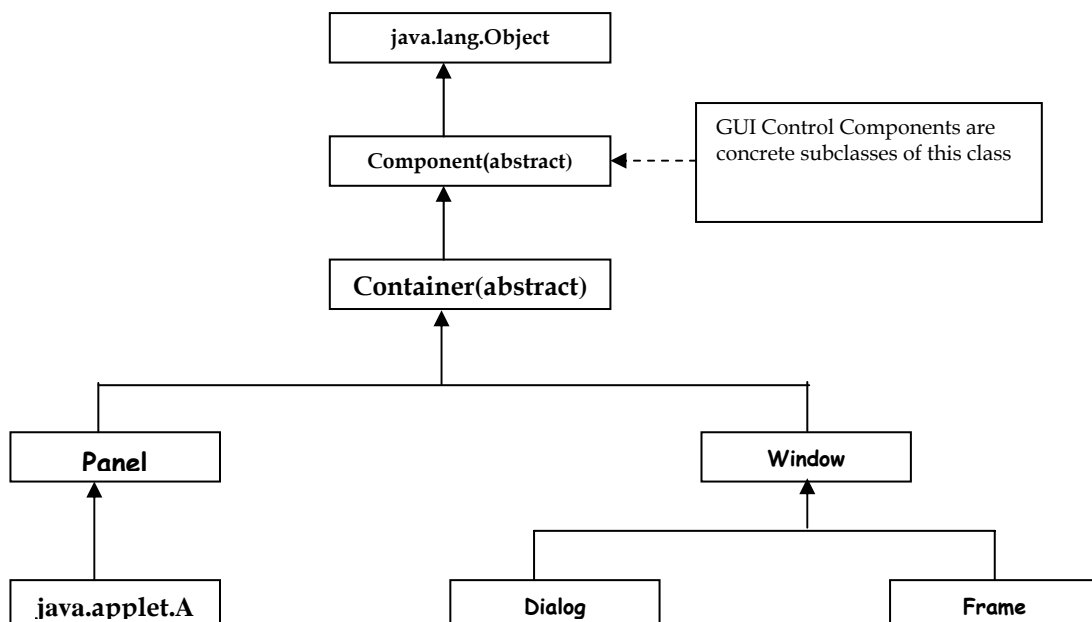 java.lang.Object
Component(abstract)
GUI Control Components are
concrete subclasses of this class
Container(abstract)
Panel
Window
java.applet.A
Dialog
Frame